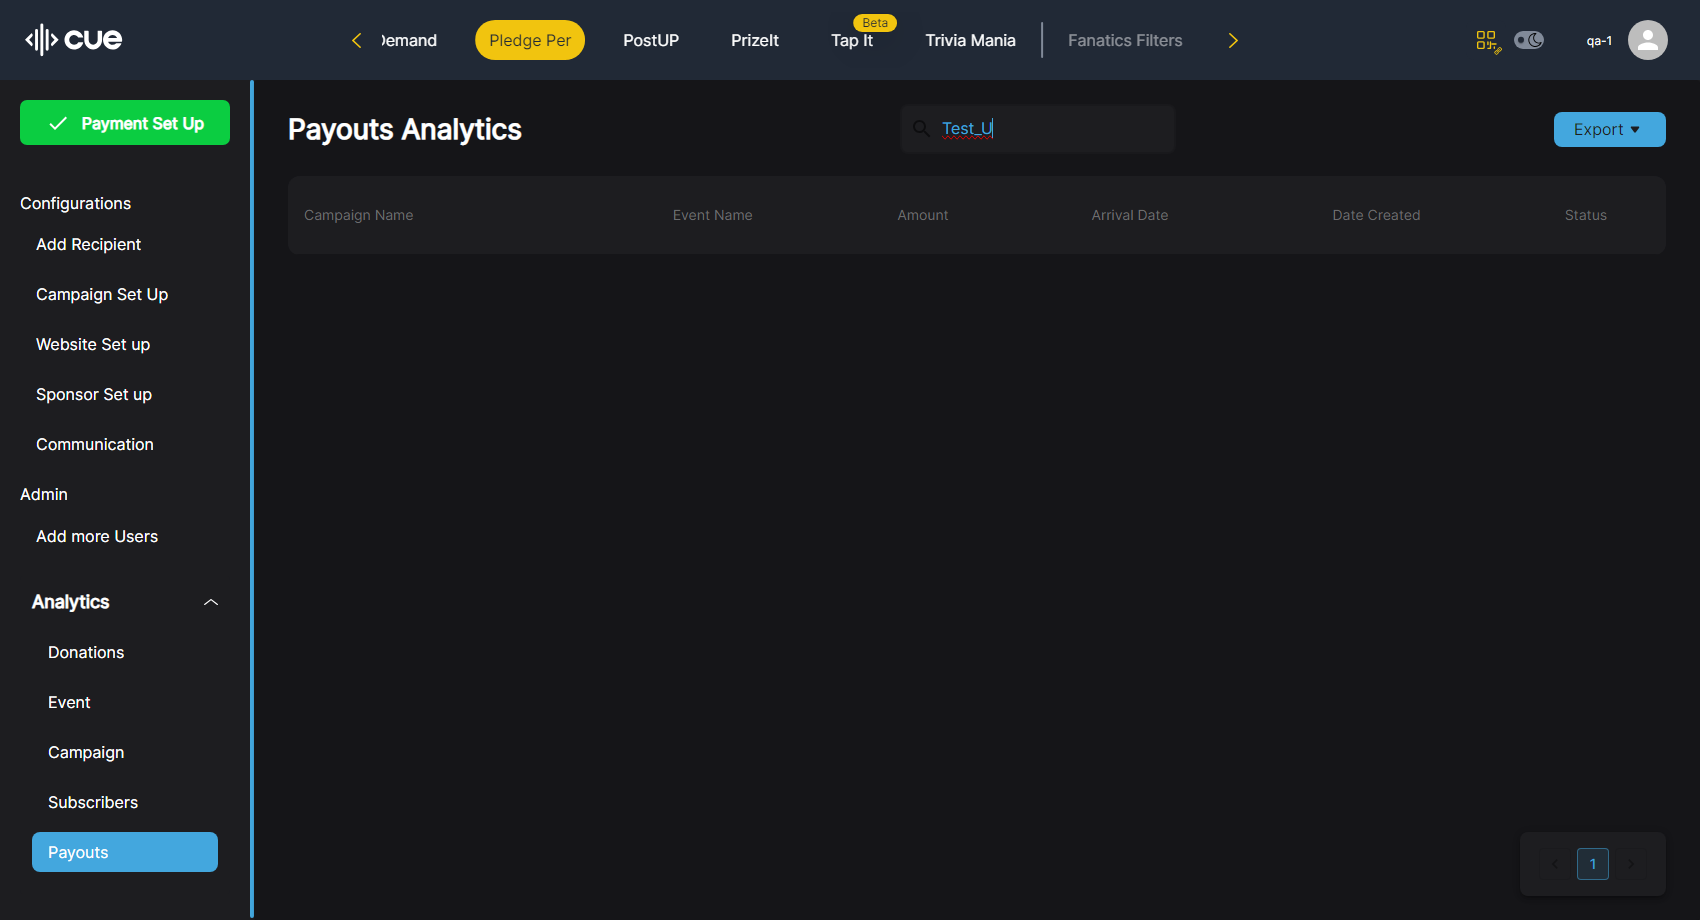 cue
Demand
Pledge Per
PostUP
PrizeIt
Tap It
Beta
Trivia Mania
Fanatics Filters
qa-1
Payment Set Up
Configurations
Add Recipient
Campaign Set Up
Website Set up
Sponsor Set up
Communication
Admin
Add more Users
Analytics
Donations
Event
Campaign
Subscribers
Payouts
Payouts Analytics
Test_U
Export
Campaign Name
Event Name
Amount
Arrival Date
Date Created
Status
1